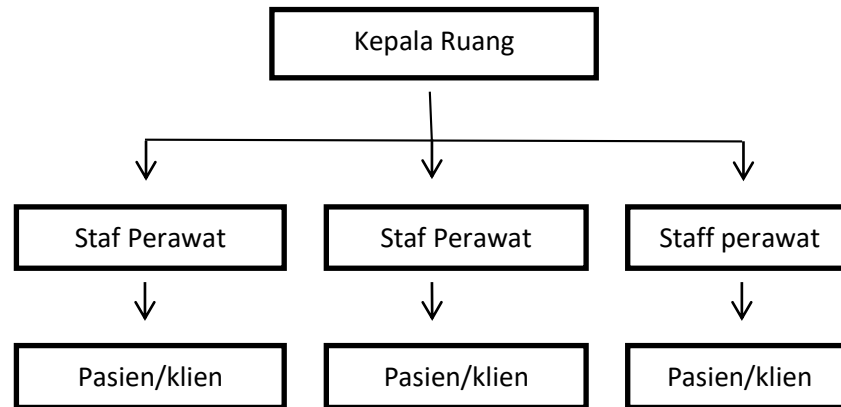 Kepala Ruang
Staf Perawat
Staf Perawat
Staff perawat
Pasien/klien
Pasien/klien
Pasien/klien